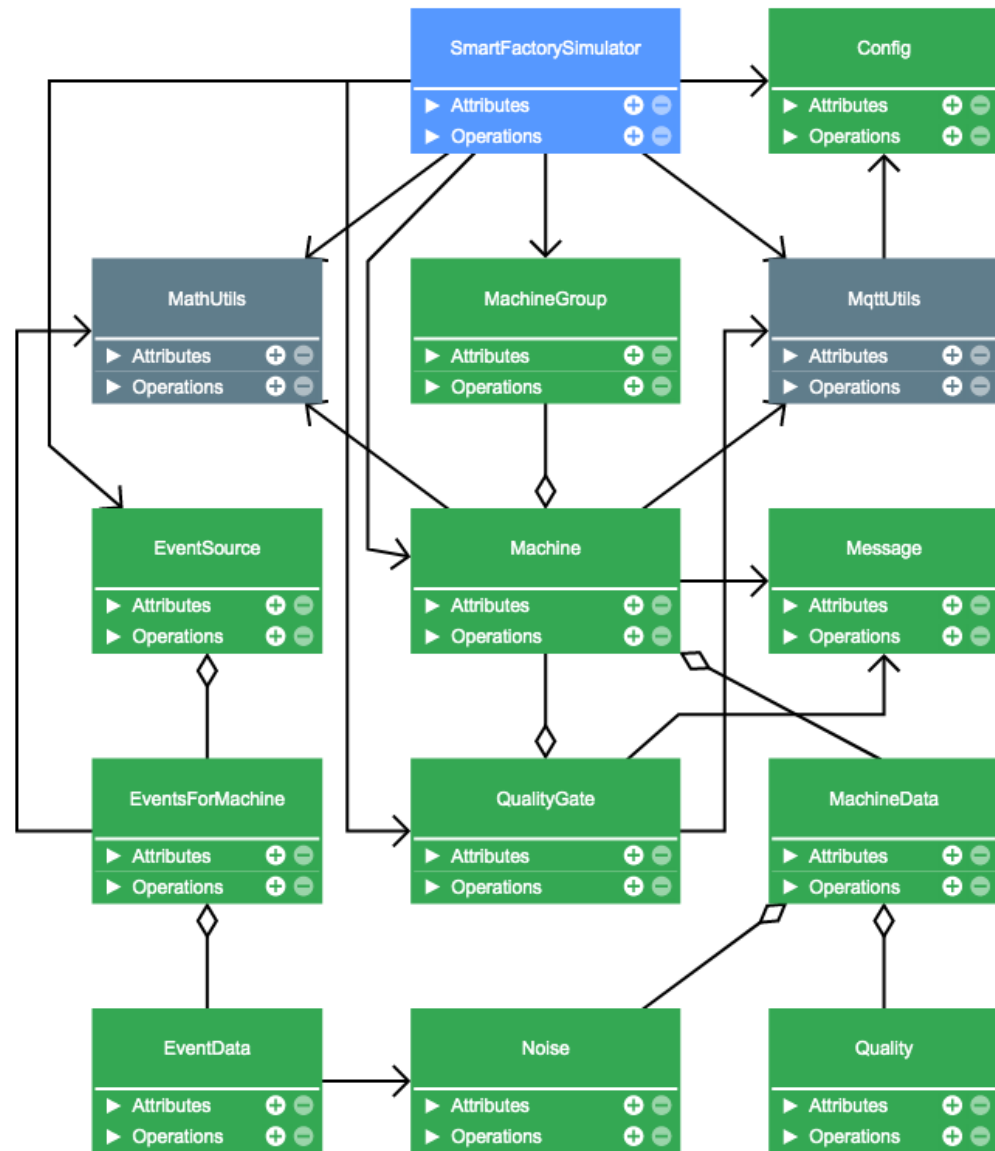 SmartFactorySimulator
▶ Attributes
▶ Operations
Config
▶ Attributes
▶ Operations
MathUtils
▶ Attributes
▶ Operations
MachineGroup
▶ Attributes
▶ Operations
MqttUtils
▶ Attributes
▶ Operations
EventSource
▶ Attributes
▶ Operations
Machine
▶ Attributes
▶ Operations
Message
▶ Attributes
▶ Operations
EventsForMachine
▶ Attributes
▶ Operations
QualityGate
▶ Attributes
▶ Operations
MachineData
▶ Attributes
▶ Operations
EventData
▶ Attributes
▶ Operations
Noise
▶ Attributes
▶ Operations
Quality
▶ Attributes
▶ Operations